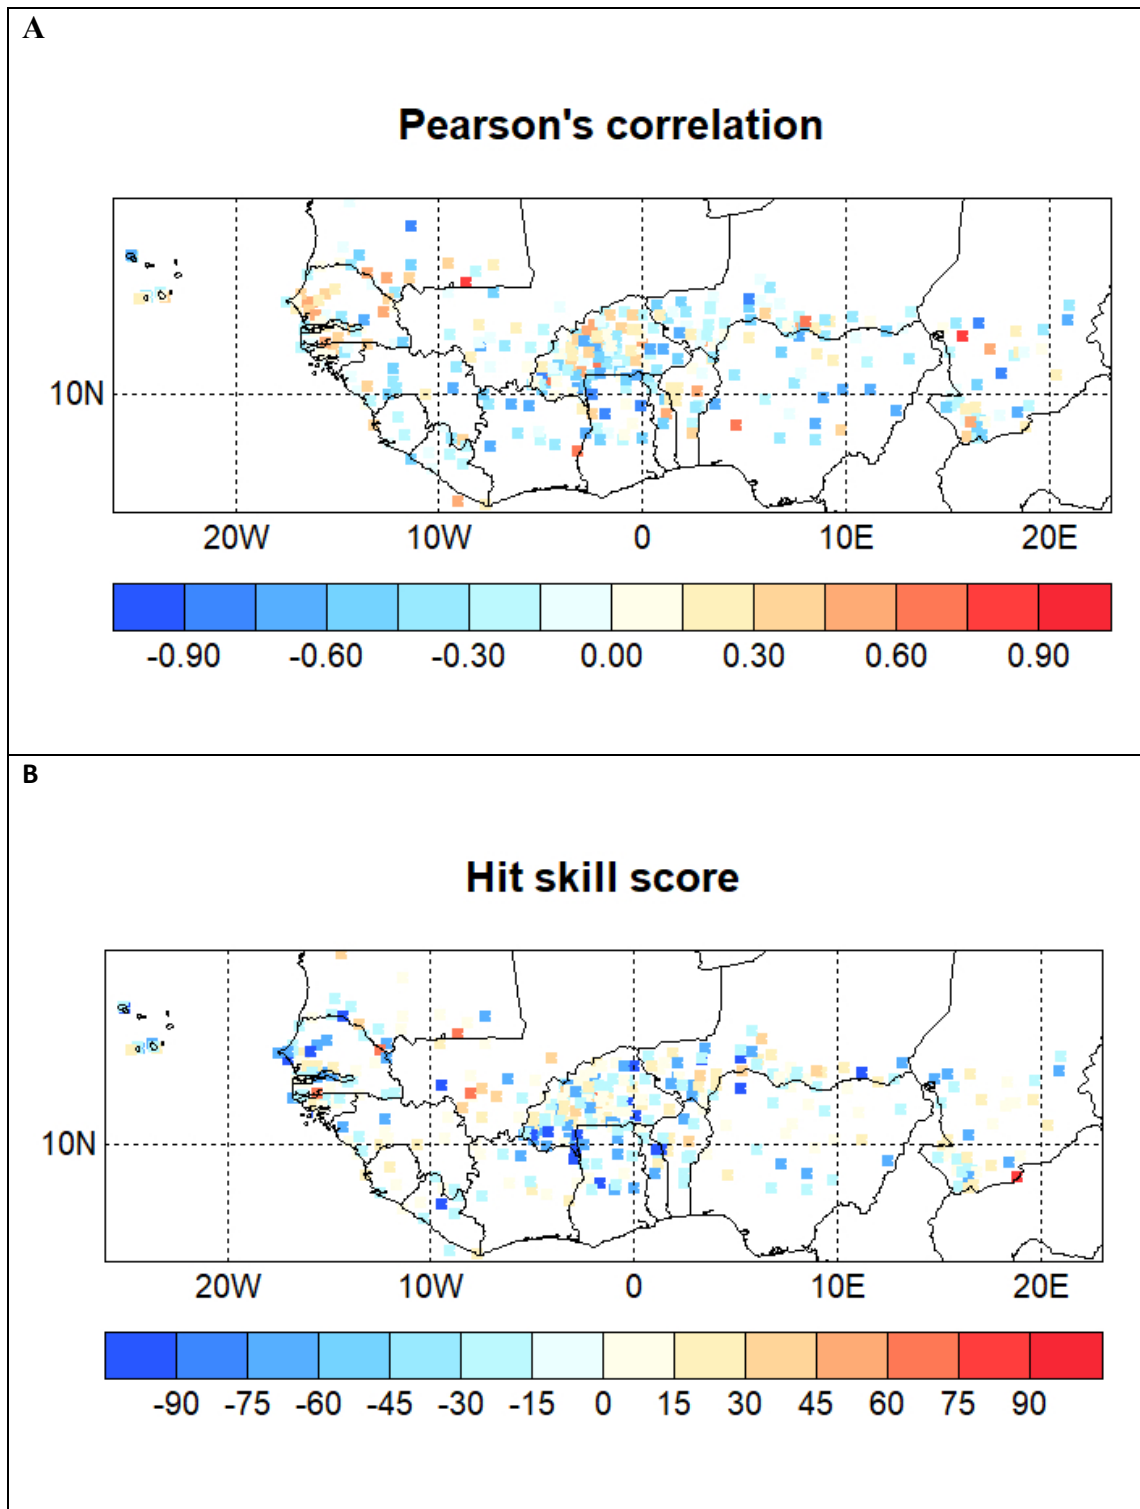 A
Pearson's correlation
10N
20W 10W 0 10E 20E
-0.90 -0.60 -0.30 0.00 0.30 0.60 0.90
B
Hit skill score
10N
20W 10W 0 10E 20E
-90 -75 -60 -45 -30 -15 0 15 30 45 60 75 90